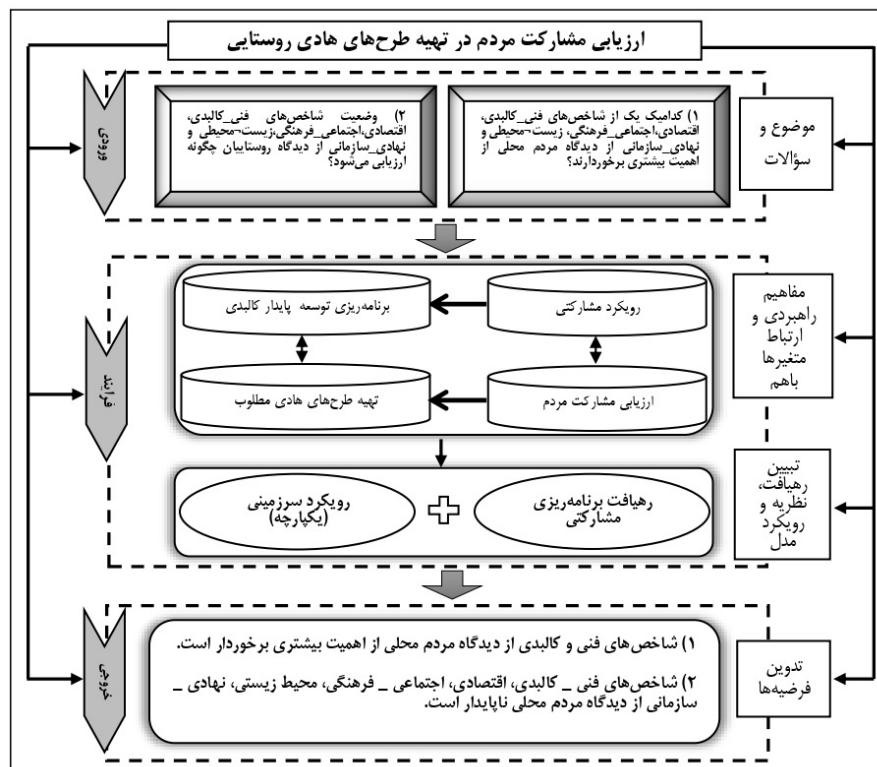 ارزیابی مشارکت مردم در تهیه طرح‌های هادی روستایی
موضوع و
سؤالات
۱) کدامیک یک از شاخص‌های فنی_کالبدی،
اقتصادی،اجتماعی_فرهنگی، زیست¬محیطی و
نهادی_سازمانی از دیدگاه مردم محلی از
اهمیت بیشتری برخوردارند؟
۲) وضعیت شاخص‌های فنی_کالبدی،
اقتصادی،اجتماعی_فرهنگی،زیست¬محیطی و
نهادی_سازمانی از دیدگاه روستاییان چگونه
ارزیابی می‌شود؟
ورودی
مفاهیم
راهبردی و
ارتباط
متغیرها
باهم
رویکرد مشارکتی
برنامه‌ریزی توسعه پایدار کالبدی
ارزیابی مشارکت مردم
تهیه طرح‌های هادی مطلوب
فرایند
تبیین
رهیافت،
نظریه و
رویکرد
مدل
رهیافت برنامه‌ریزی
مشارکتی
رویکرد سرزمینی
(یکپارچه)
تدوین
فرضیه‌ها
۱) شاخص‌های فنی و کالبدی از دیدگاه مردم محلی از اهمیت بیشتری برخوردار است.
۲) شاخص‌های فنی _ کالبدی، اقتصادی، اجتماعی _ فرهنگی، محیط زیستی، نهادی _
سازمانی از دیدگاه مردم محلی ناپایدار است.
خروجی